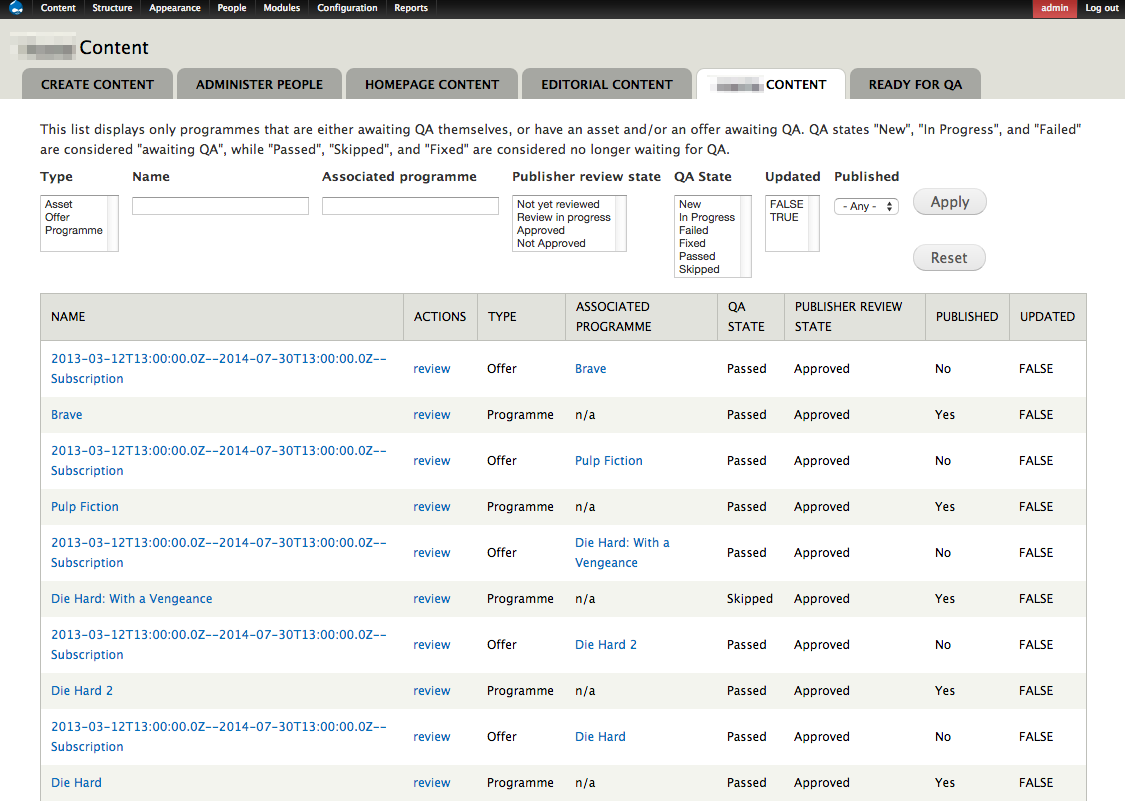 Content Structure Appearance People Modules Configuration Reports admin Log out
Content
CREATE CONTENT ADMINISTER PEOPLE HOMEPAGE CONTENT EDITORIAL CONTENT CONTENT READY FOR QA
This list displays only programmes that are either awaiting QA themselves, or have an asset and/or an offer awaiting QA. QA states "New", "In Progress", and "Failed"
are considered "awaiting QA", while "Passed", "Skipped", and "Fixed" are considered no longer waiting for QA.
Type Name Associated programme Publisher review state QA State Updated Published
Asset
Offer
Programme
Not yet reviewed
Review in progress
Approved
Not Approved
New
In Progress
Failed
Fixed
Passed
Skipped
FALSE
TRUE
- Any -
Apply
Reset
NAME ACTIONS TYPE ASSOCIATED PROGRAMME QA STATE PUBLISHER REVIEW STATE PUBLISHED UPDATED
2013-03-12T13:00:00.0Z--2014-07-30T13:00:00.0Z--
Subscription
review Offer Brave Passed Approved No FALSE
Brave review Programme n/a Passed Approved Yes FALSE
2013-03-12T13:00:00.0Z--2014-07-30T13:00:00.0Z--
Subscription
review Offer Pulp Fiction Passed Approved No FALSE
Pulp Fiction review Programme n/a Passed Approved Yes FALSE
2013-03-12T13:00:00.0Z--2014-07-30T13:00:00.0Z--
Subscription
review Offer Die Hard: With a Vengeance Passed Approved No FALSE
Die Hard: With a Vengeance review Programme n/a Skipped Approved Yes FALSE
2013-03-12T13:00:00.0Z--2014-07-30T13:00:00.0Z--
Subscription
review Offer Die Hard 2 Passed Approved No FALSE
Die Hard 2 review Programme n/a Passed Approved Yes FALSE
2013-03-12T13:00:00.0Z--2014-07-30T13:00:00.0Z--
Subscription
review Offer Die Hard Passed Approved No FALSE
Die Hard review Programme n/a Passed Approved Yes FALSE